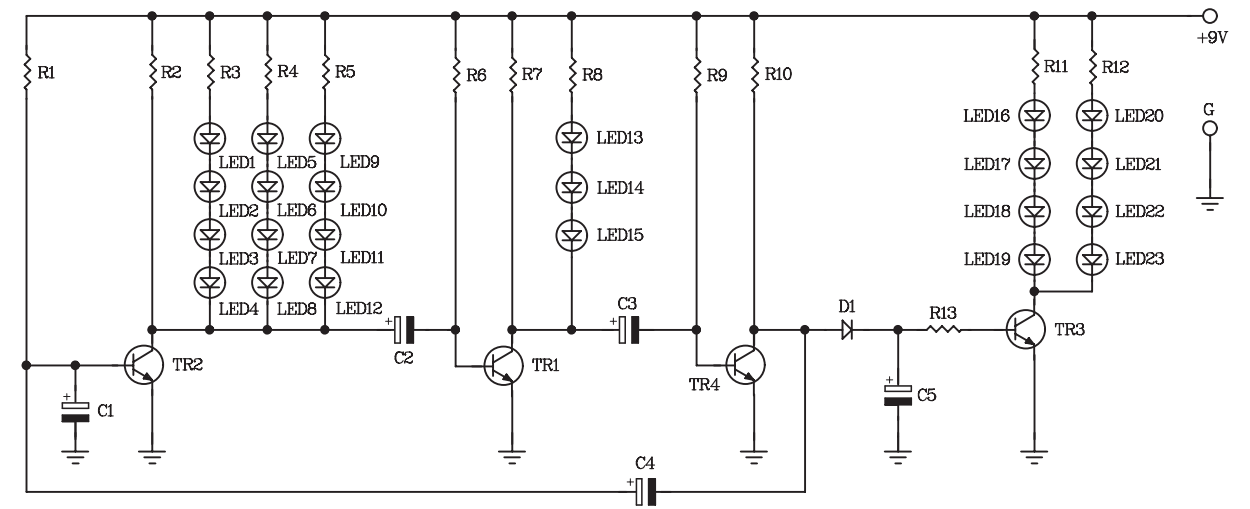 +9V
R1 R2 R3 R4 R5 R6 R7 R8 R9 R10 R11 R12
LED1 LED5 LED9
LED2 LED6 LED10
LED3 LED7 LED11
LED4 LED8 LED12
LED13
LED14
LED15
LED16 LED20
LED17 LED21
LED18 LED22
LED19 LED23
G
+ C2
+ C3
D1
R13
TR2
TR1
TR4
TR3
+ C1
+ C5
+ C4